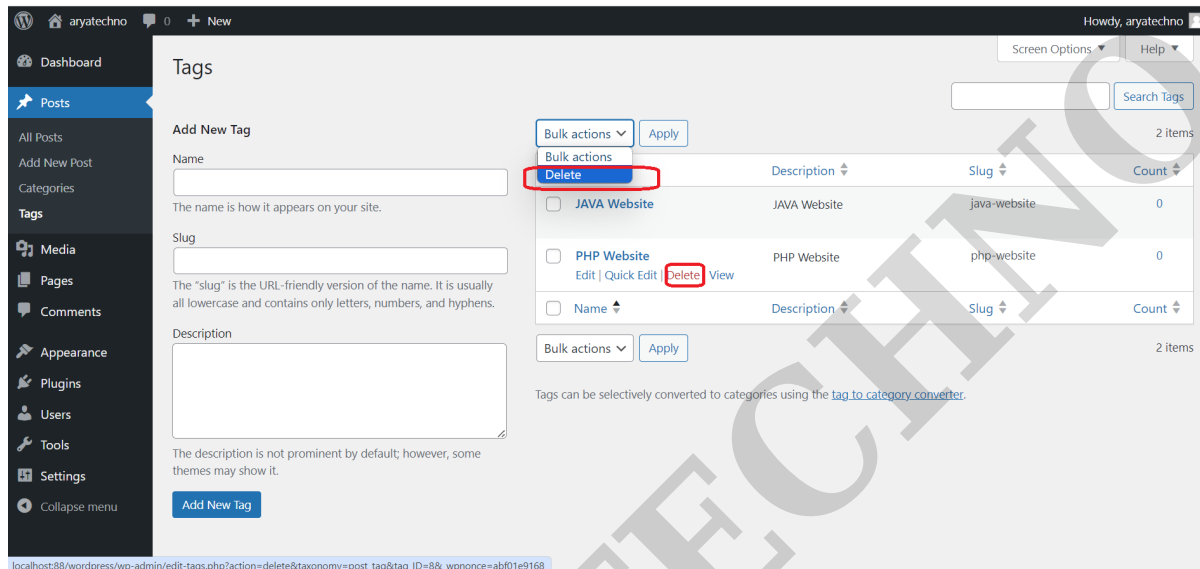 aryatechno 0 + New Howdy, aryatechno
Screen Options Help
Dashboard
Posts
All Posts
Add New Post
Categories
Tags
Media
Pages
Comments
Appearance
Plugins
Users
Tools
Settings
Collapse menu
Tags
Search Tags
Add New Tag
Name
The name is how it appears on your site.
Slug
The "slug" is the URL-friendly version of the name. It is usually
all lowercase and contains only letters, numbers, and hyphens.
Description
The description is not prominent by default; however, some
themes may show it.
Add New Tag
Bulk actions Apply 2 items
Bulk actions
Delete
Description Slug Count
JAVA Website JAVA Website java-website 0
PHP Website PHP Website php-website 0
Edit | Quick Edit | Delete View
Name Description Slug Count
Bulk actions Apply 2 items
Tags can be selectively converted to categories using the tag to category converter.
localhost:88/wordpress/wp-admin/edit-tags.php?action=delete&taxonomy=post_tag&tag_ID=8&_wpnonce=abf01e9168
TECHNO